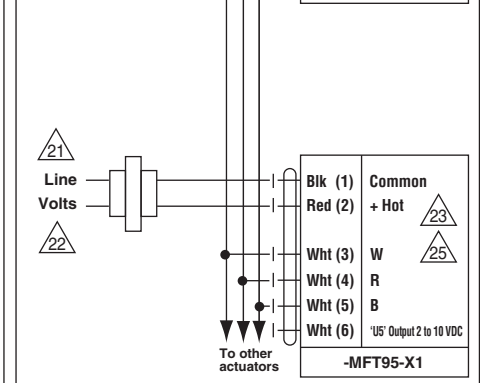 21
Line
Volts
22
Blk (1) Common
Red (2) + Hot
23
Wht (3) W
25
Wht (4) R
Wht (5) B
Wht (6) 'U5' Output 2 to 10 VDC
To other
actuators
-MFT95-X1